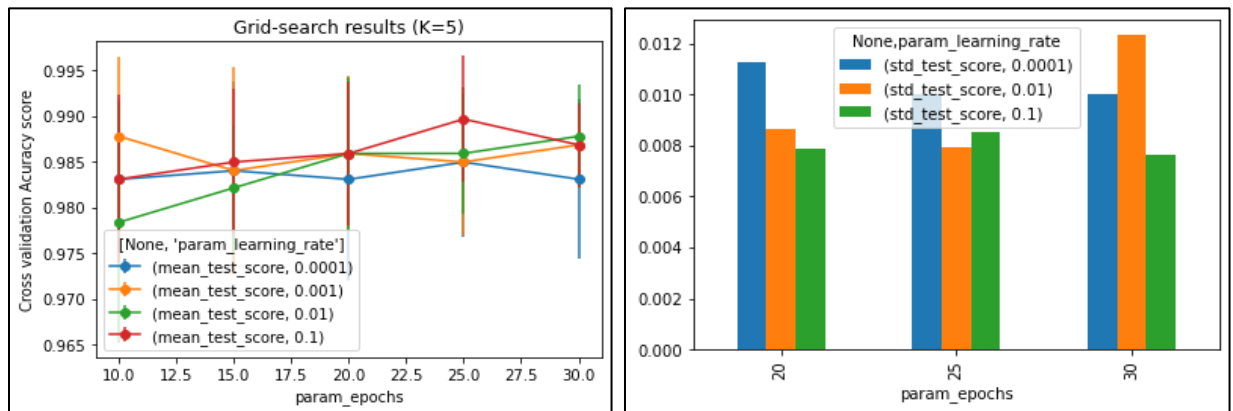 Grid-search results (K=5)
Cross validation Acuracy score
0.995
0.990
0.985
0.980
0.975
0.970
0.965
[None, 'param_learning_rate']
(mean_test_score, 0.0001)
(mean_test_score, 0.001)
(mean_test_score, 0.01)
(mean_test_score, 0.1)
10.0 12.5 15.0 17.5 20.0 22.5 25.0 27.5 30.0
param_epochs
0.012
0.010
0.008
0.006
0.004
0.002
0.000
None,param_learning_rate
(std_test_score, 0.0001)
(std_test_score, 0.01)
(std_test_score, 0.1)
20 25 30
param_epochs